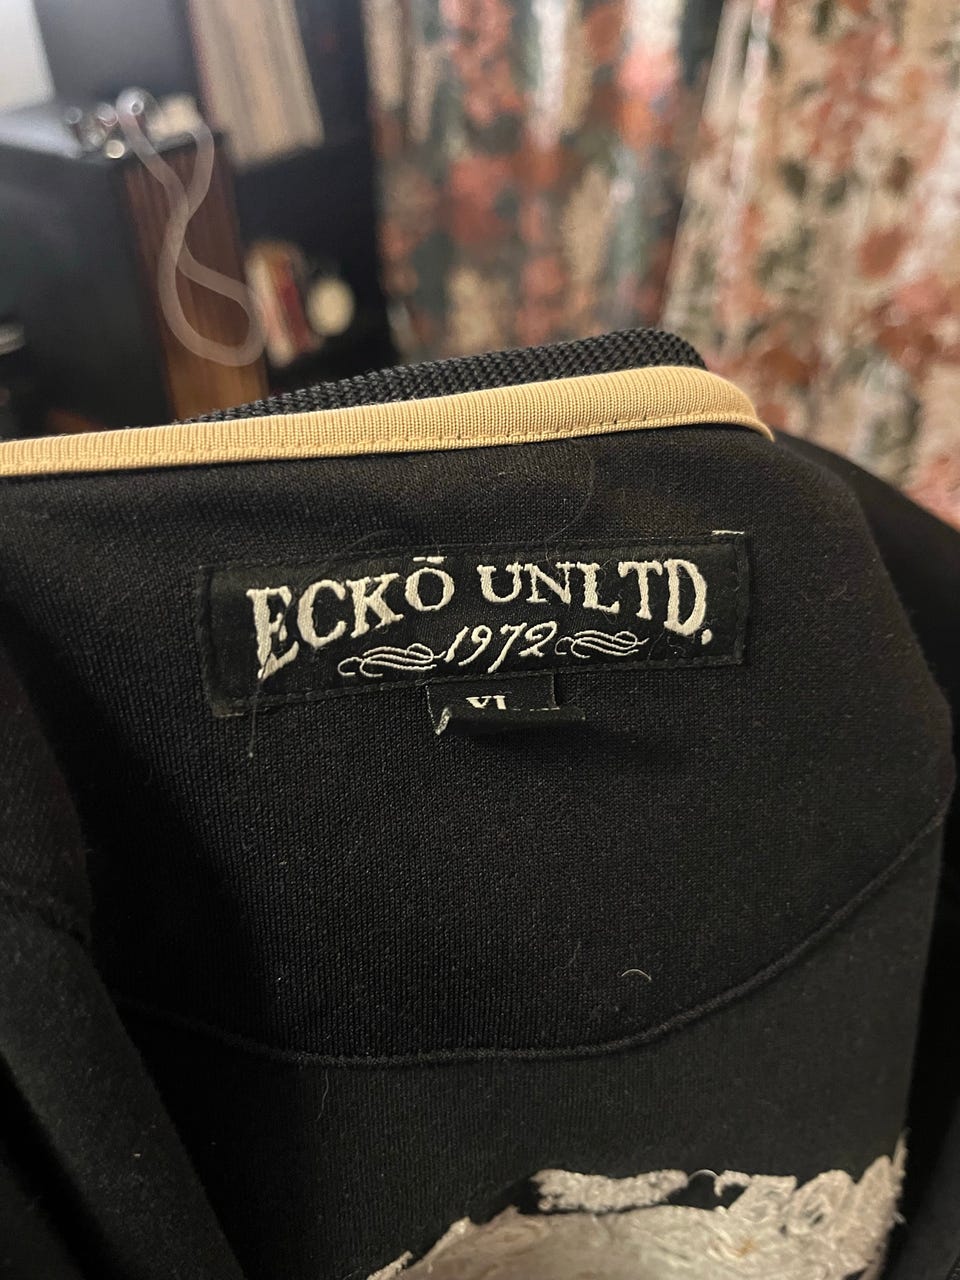 ECKŌ UNLTD.
1972
XL